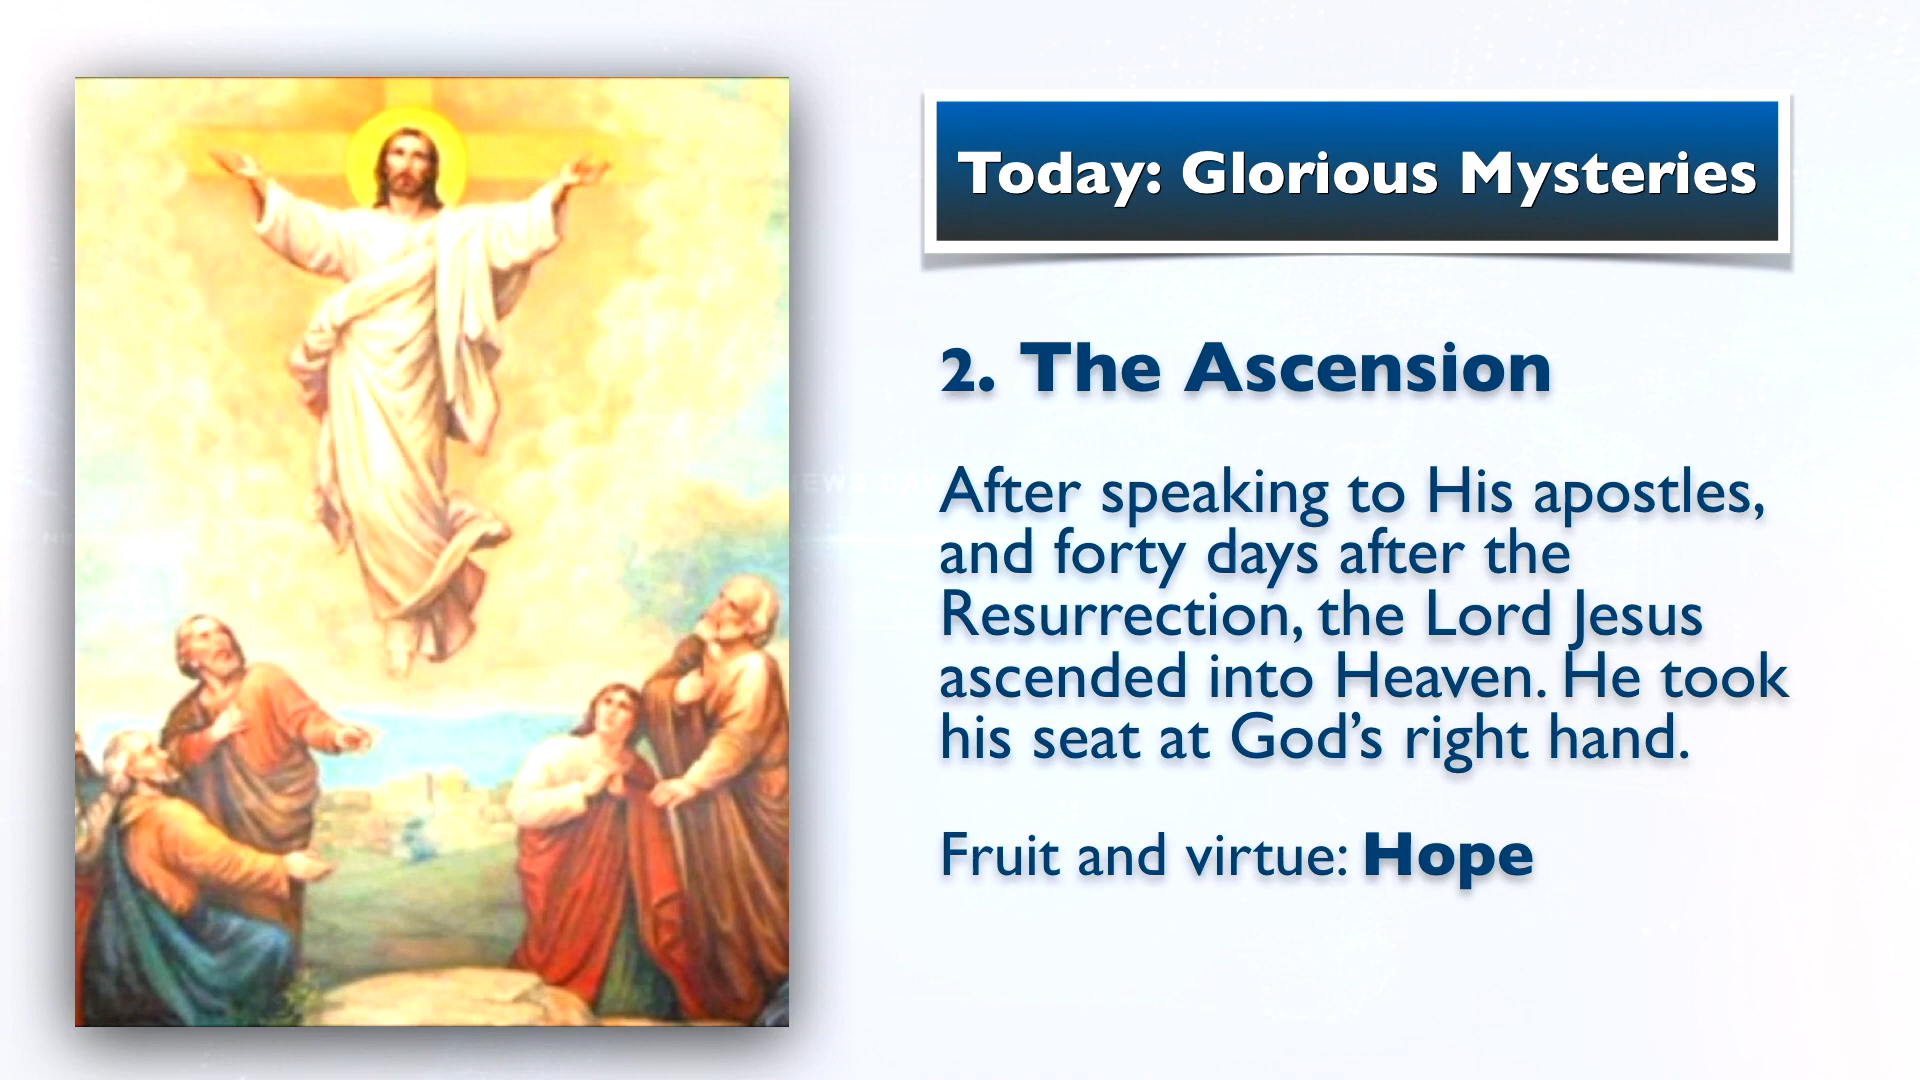 Today: Glorious Mysteries
2. The Ascension
After speaking to His apostles,
and forty days after the
Resurrection, the Lord Jesus
ascended into Heaven. He took
his seat at God’s right hand.
Fruit and virtue: Hope